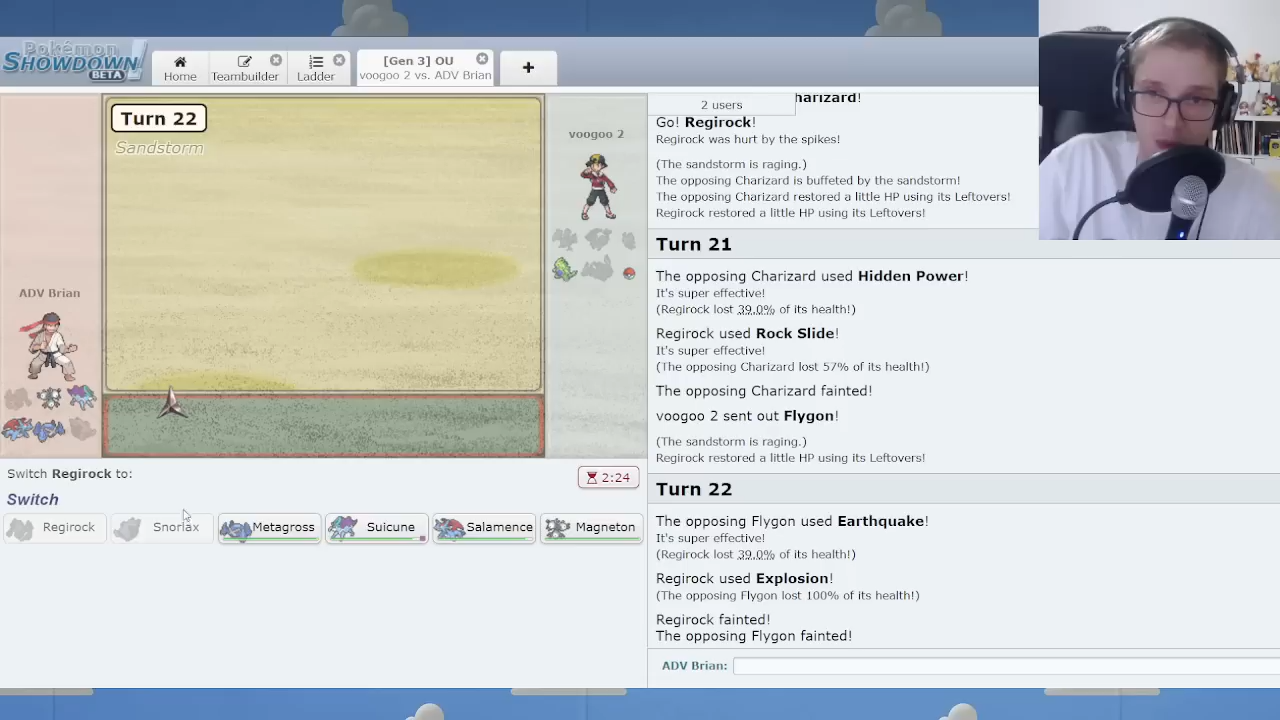 Pokémon
SHOWDOWN!
BETA
Home
Teambuilder
Ladder
[Gen 3] OU
voogoo 2 vs. ADV Brian
+
Turn 22
Sandstorm
voogoo 2
ADV Brian
2 users
harizard!
Go! Regirock!
Regirock was hurt by the spikes!
(The sandstorm is raging.)
The opposing Charizard is buffeted by the sandstorm!
The opposing Charizard restored a little HP using its Leftovers!
Regirock restored a little HP using its Leftovers!
Turn 21
The opposing Charizard used Hidden Power!
It's super effective!
(Regirock lost 39.0% of its health!)
Regirock used Rock Slide!
It's super effective!
(The opposing Charizard lost 57% of its health!)
The opposing Charizard fainted!
voogoo 2 sent out Flygon!
(The sandstorm is raging.)
Regirock restored a little HP using its Leftovers!
Turn 22
The opposing Flygon used Earthquake!
It's super effective!
(Regirock lost 39.0% of its health!)
Regirock used Explosion!
(The opposing Flygon lost 100% of its health!)
Regirock fainted!
The opposing Flygon fainted!
ADV Brian:
Switch Regirock to:
2:24
Switch
Regirock
Snorlax
Metagross
Suicune
Salamence
Magneton